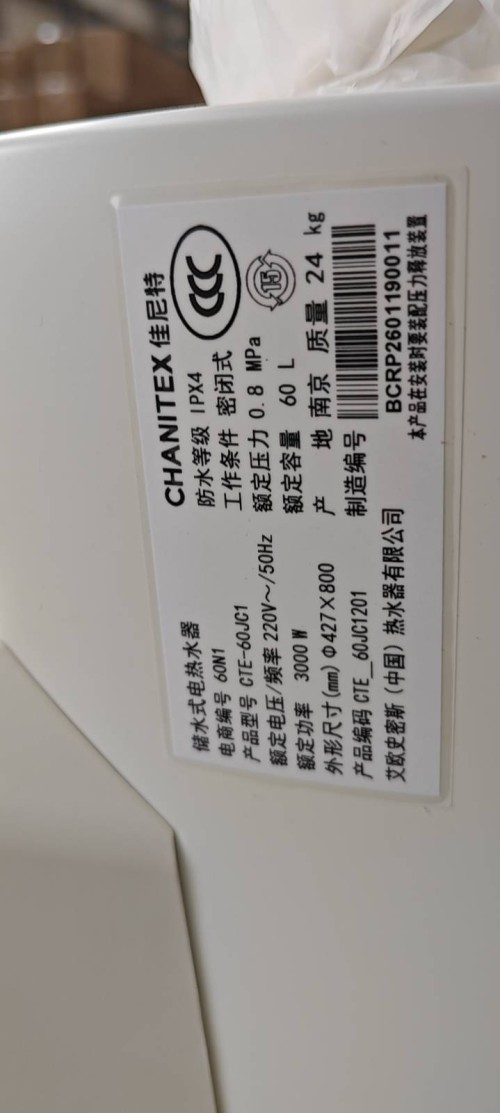 储水式电热水器
电商编号 60N1
产品型号 CTE-60JC1
额定电压/频率 220V～/50Hz
额定功率 3000 W
外形尺寸(mm) Φ427×800
产品编码 CTE_60JC1201
艾欧史密斯（中国）热水器有限公司
CHANITEX 佳尼特
防水等级 IPX4
工作条件 密闭式
额定压力 0.8 MPa
额定容量 60 L
产 地 南京 质量 24 kg
制造编号
BCRP2601190011
本产品在安装时要装配压力释放装置
CCC
15